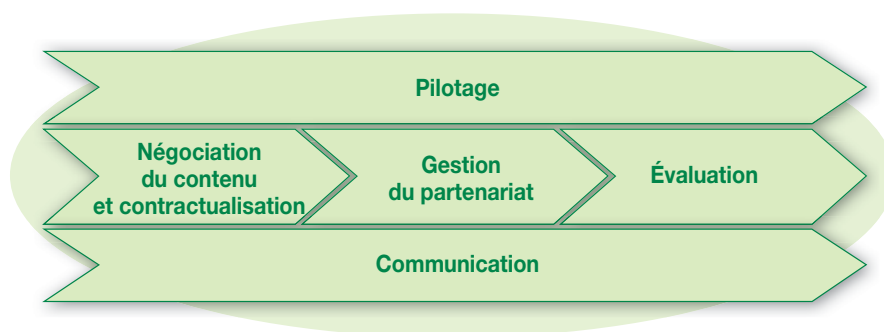 Pilotage
Négociation
du contenu
et contractualisation
Gestion
du partenariat
Évaluation
Communication